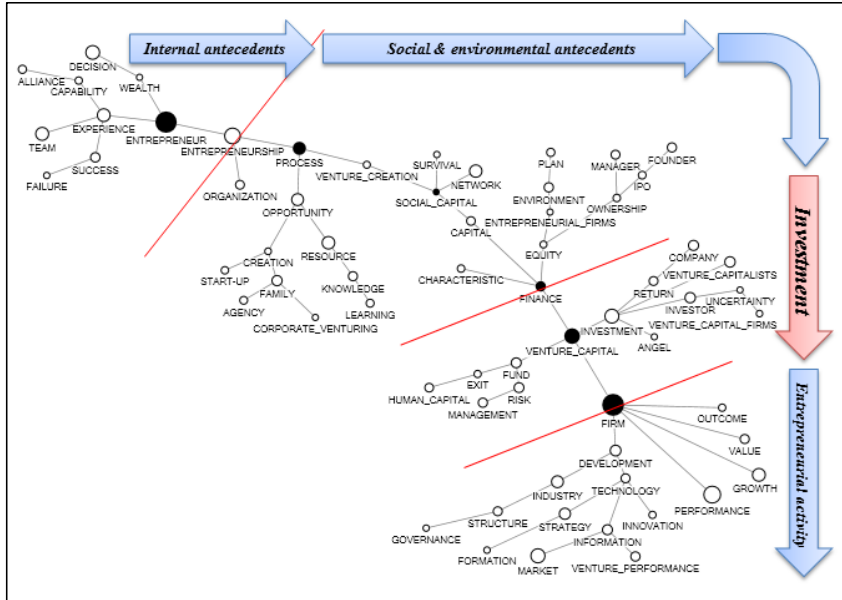 Internal antecedents
Social & environmental antecedents
DECISION
ALLIANCE
CAPABILITY
WEALTH
EXPERIENCE
ENTREPRENEUR
TEAM
SUCCESS
FAILURE
ENTREPRENEURSHIP
PROCESS
ORGANIZATION
VENTURE_CREATION
OPPORTUNITY
CREATION
RESOURCE
START-UP
FAMILY
KNOWLEDGE
AGENCY
LEARNING
CORPORATE_VENTURING
SURVIVAL
NETWORK
SOCIAL_CAPITAL
CAPITAL
PLAN
MANAGER
FOUNDER
IPO
ENVIRONMENT
OWNERSHIP
ENTREPRENEURIAL_FIRMS
EQUITY
CHARACTERISTIC
FINANCE
Investment
COMPANY
VENTURE_CAPITALISTS
RETURN
INVESTOR
UNCERTAINTY
INVESTMENT
VENTURE_CAPITAL_FIRMS
ANGEL
VENTURE_CAPITAL
FUND
EXIT
HUMAN_CAPITAL
RISK
MANAGEMENT
FIRM
Entrepreneurial activity
OUTCOME
VALUE
GROWTH
PERFORMANCE
DEVELOPMENT
INDUSTRY
TECHNOLOGY
STRUCTURE
STRATEGY
INNOVATION
GOVERNANCE
INFORMATION
FORMATION
MARKET
VENTURE_PERFORMANCE